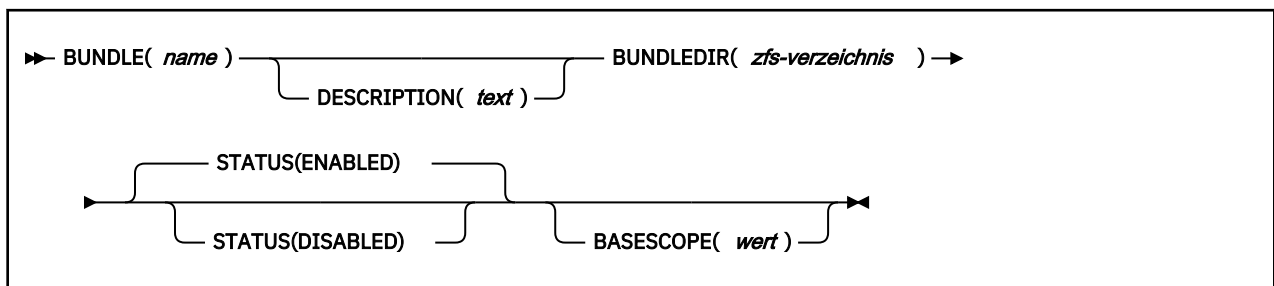 BUNDLE( name ) BUNDLEDIR( zfs-verzeichnis )
DESCRIPTION( text )
STATUS(ENABLED)
STATUS(DISABLED) BASESCOPE( wert )